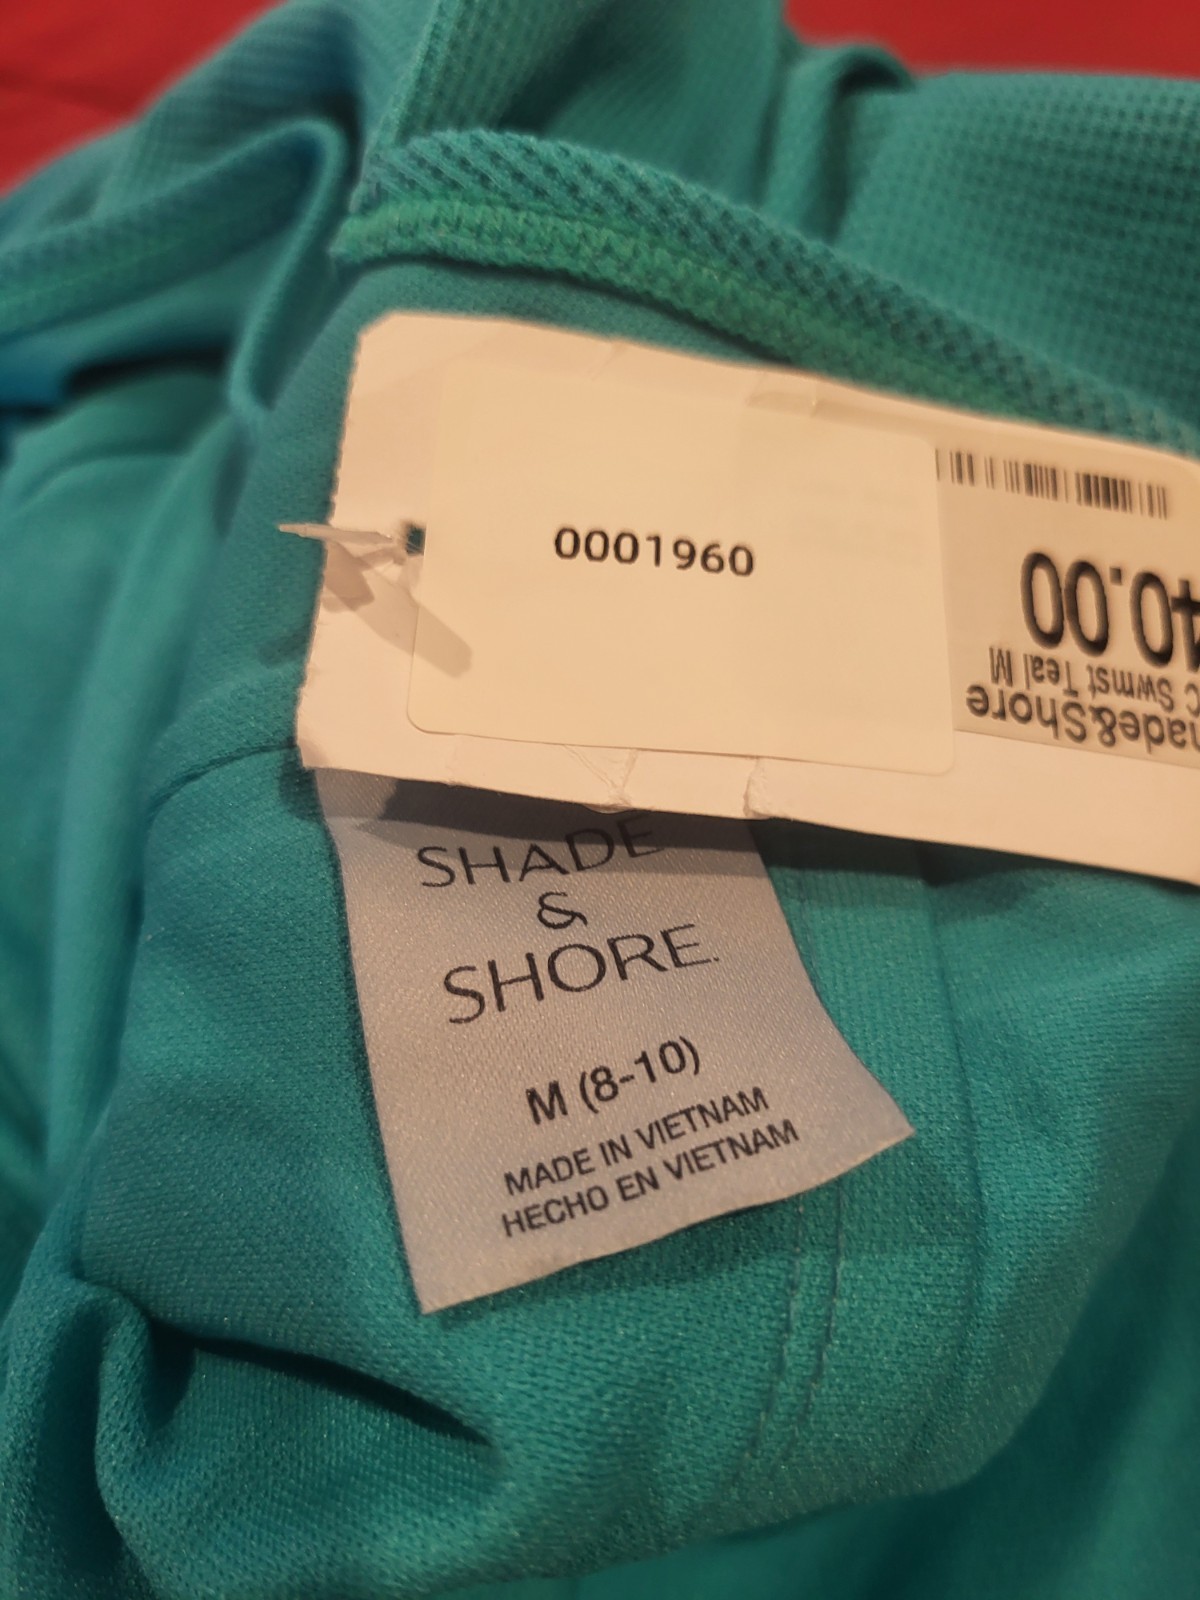 0001960
40.00
C Swmst Teal M
hade&Shore
SHADE
&
SHORE.
M (8-10)
MADE IN VIETNAM
HECHO EN VIETNAM